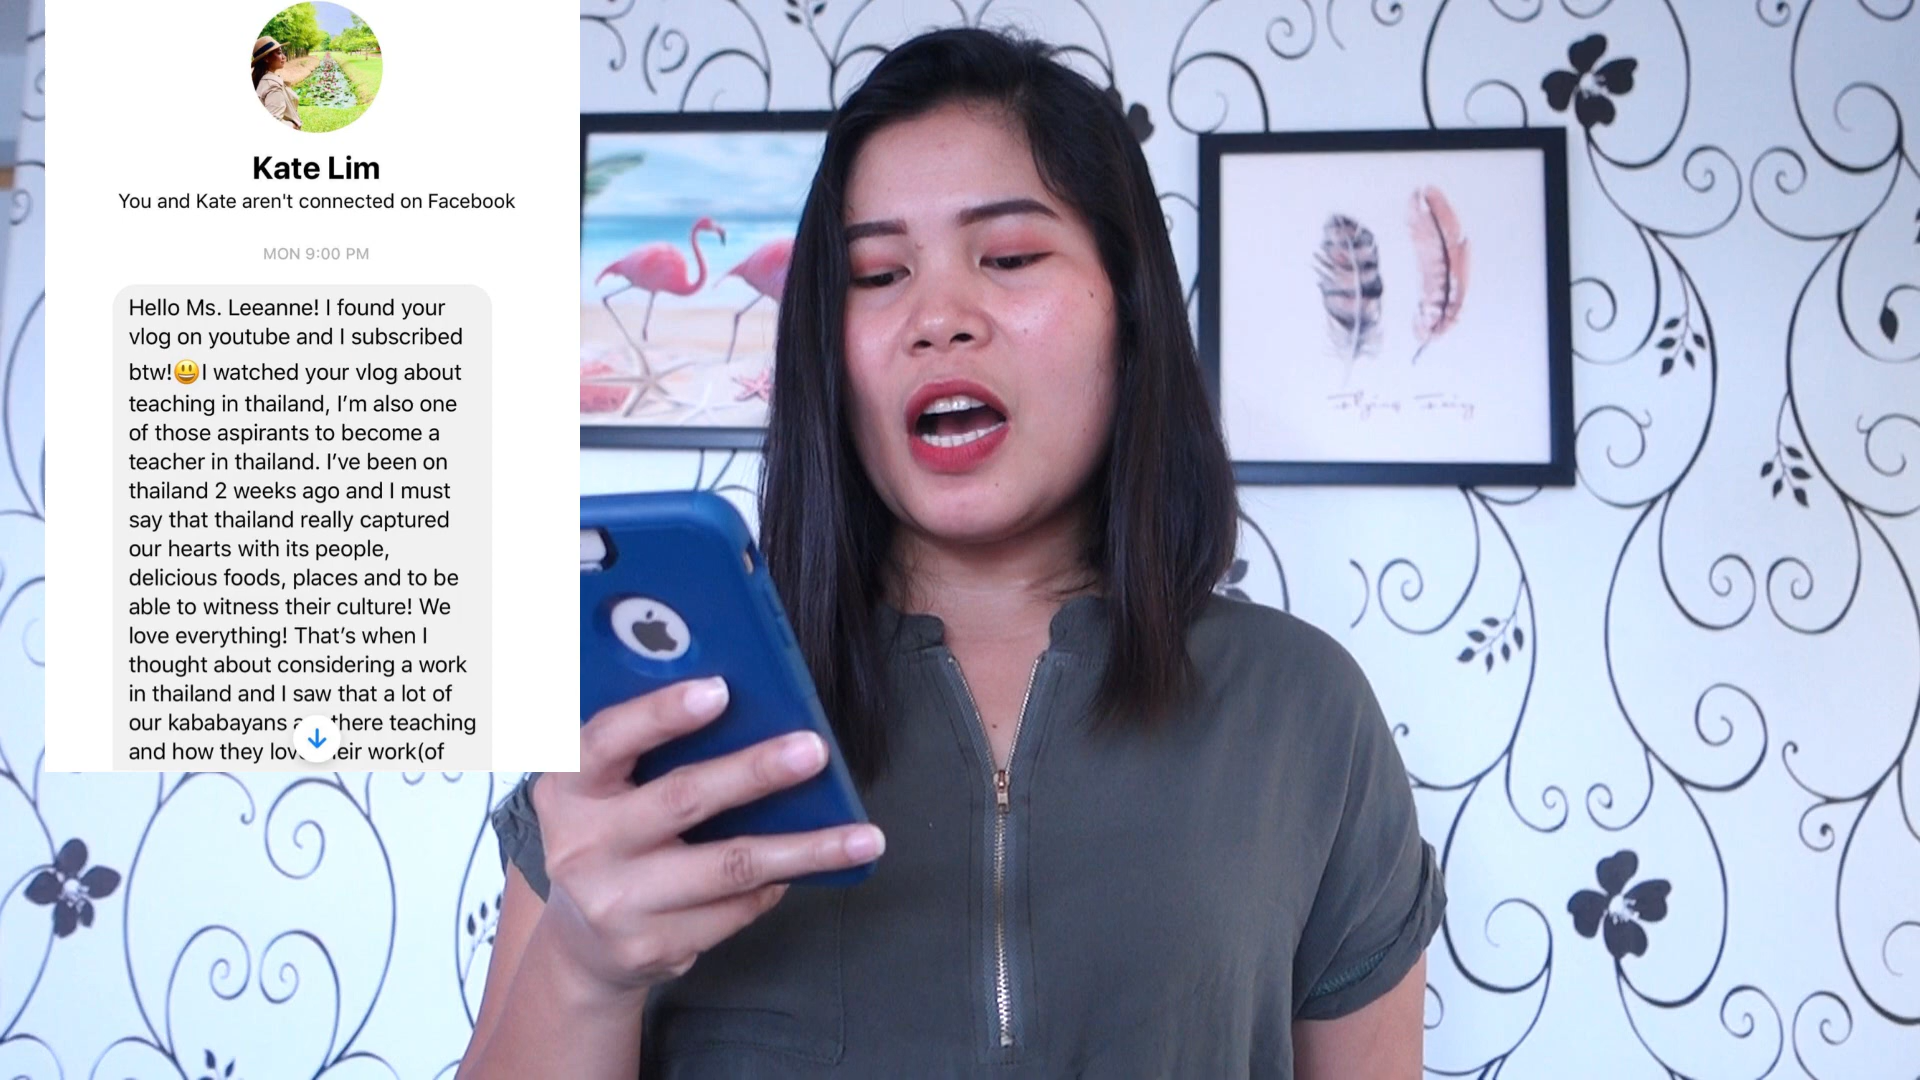 Kate Lim
You and Kate aren't connected on Facebook
MON 9:00 PM
Hello Ms. Leeanne! I found your
vlog on youtube and I subscribed
btw!😃I watched your vlog about
teaching in thailand, I'm also one
of those aspirants to become a
teacher in thailand. I've been on
thailand 2 weeks ago and I must
say that thailand really captured
our hearts with its people,
delicious foods, places and to be
able to witness their culture! We
love everything! That's when I
thought about considering a work
in thailand and I saw that a lot of
our kababayans there teaching
and how they work(of